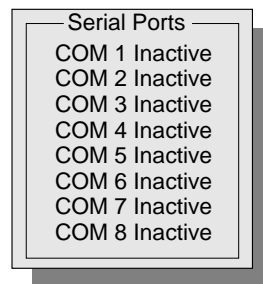 Serial Ports
COM 1 Inactive
COM 2 Inactive
COM 3 Inactive
COM 4 Inactive
COM 5 Inactive
COM 6 Inactive
COM 7 Inactive
COM 8 Inactive